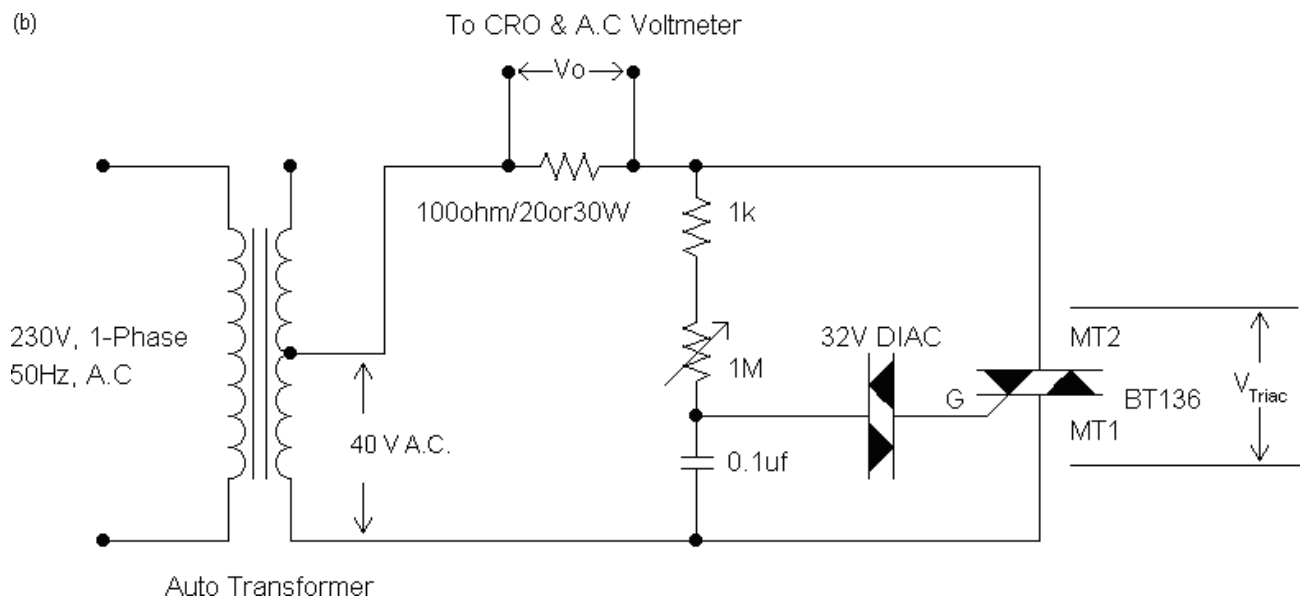 (b)
To CRO & A.C Voltmeter
Vo
100ohm/20or30W
1k
230V, 1-Phase
50Hz, A.C
40 V A.C.
1M
32V DIAC
G
MT2
BT136
MT1
VTriac
0.1uf
Auto Transformer